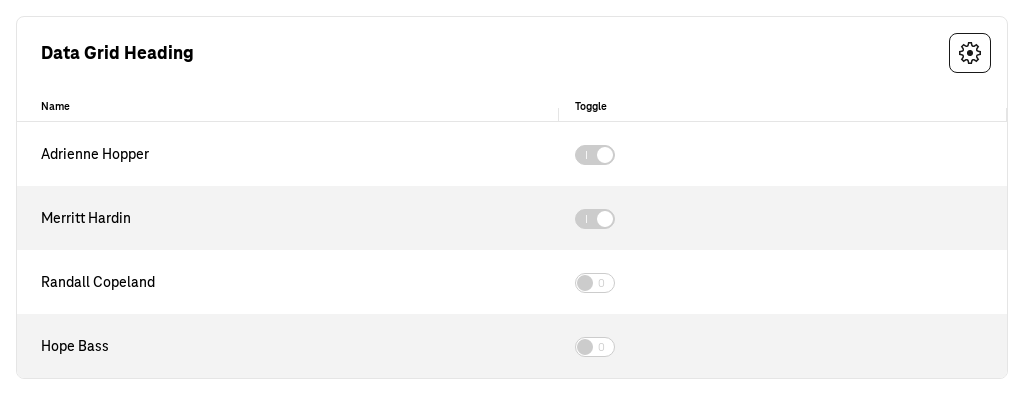 Data Grid Heading
Name Toggle
Adrienne Hopper I
Merritt Hardin I
Randall Copeland 0
Hope Bass 0